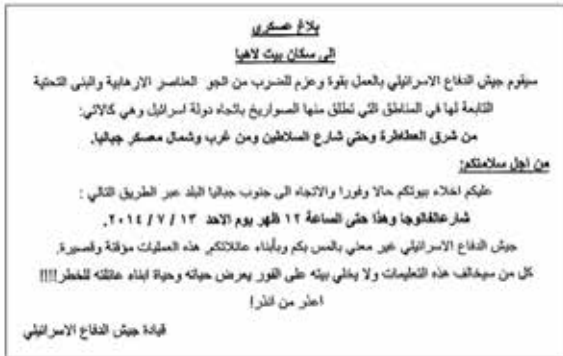 بلاغ عسكري
الى سكان بيت لاهيا
سيقوم جيش الدفاع الاسرائيلي بالعمل بقوة وعزم للضرب من الجو العناصر الارهابية والبنى التحتية
التابعة لها في المناطق التي تطلق منها الصواريخ باتجاه دولة اسرائيل وهي كالاتي:
من شرق العطاطرة وحتى شارع السلاطين ومن غرب وشمال معسكر جباليا.
من اجل سلامتكم:
عليكم اخلاء بيوتكم حالا وفورا والاتجاه الى جنوب جباليا البلد عبر الطريق التالي :
شارع الفالوجا وهذا حتى الساعة ١٢ ظهر يوم الاحد ١٣ / ٧ / ٢٠١٤.
جيش الدفاع الاسرائيلي غير معني بالمس بكم وبأبناء عائلاتكم. هذه العمليات مؤقتة وقصيرة.
كل من سيخالف هذه التعليمات ولا يخلي بيته على الفور يعرض حياته وحياة ابناء عائلته للخطر!!!!
اعذر من انذر!
قيادة جيش الدفاع الاسرائيلي